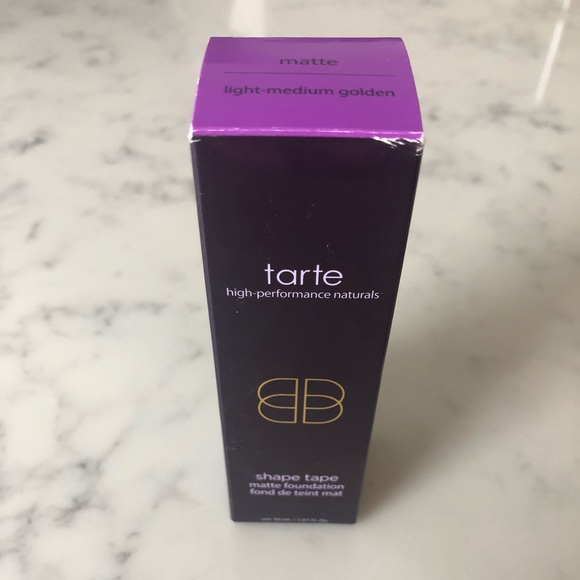 matte
light-medium golden
tarte
high-performance naturals
shape tape
matte foundation
fond de teint mat